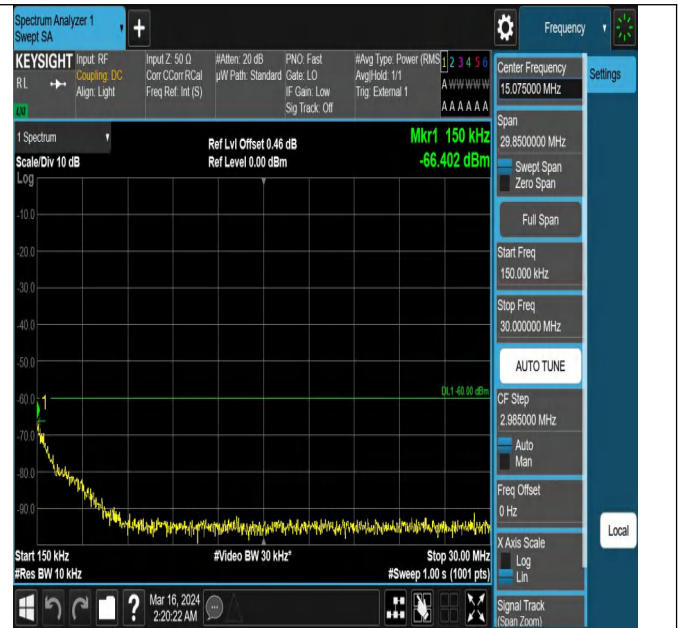 Spectrum Analyzer 1
Swept SA
Frequency
KEYSIGHT
Input: RF
Input Z: 50 Ω
#Atten: 20 dB
PNO: Fast
#Avg Type: Power (RMS
1 2 3 4 5 6
RL
Coupling: DC
Corr CCorr RCal
µW Path: Standard
Gate: LO
Avg|Hold: 1/1
A W W W W W
Align: Light
Freq Ref: Int (S)
IF Gain: Low
Trig: External 1
Sig Track: Off
A A A A A A
LXI
1 Spectrum
Ref Lvl Offset 0.46 dB
Mkr1 150 kHz
Scale/Div 10 dB
Ref Level 0.00 dBm
-66.402 dBm
Log
-10.0
-20.0
-30.0
-40.0
-50.0
-60.0
1
DL1 -60.00 dBm
-70.0
-80.0
-90.0
Start 150 kHz
#Video BW 30 kHz*
Stop 30.00 MHz
#Res BW 10 kHz
#Sweep 1.00 s (1001 pts)
Mar 16, 2024
2:20:22 AM
Center Frequency
15.075000 MHz
Settings
Span
29.8500000 MHz
Swept Span
Zero Span
Full Span
Start Freq
150.000 kHz
Stop Freq
30.000000 MHz
AUTO TUNE
CF Step
2.985000 MHz
Auto
Man
Freq Offset
0 Hz
Local
X Axis Scale
Log
Lin
Signal Track
(Span Zoom)